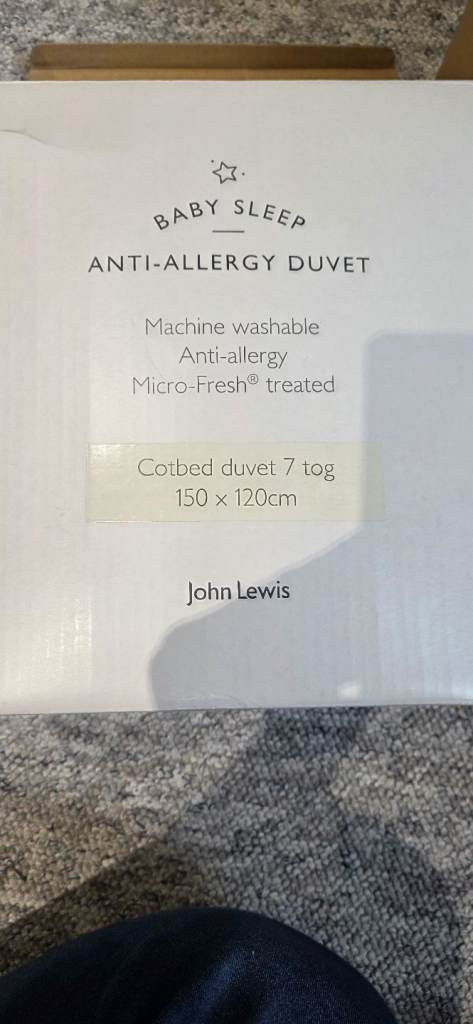 BABY SLEEP
ANTI-ALLERGY DUVET
Machine washable
Anti-allergy
Micro-Fresh® treated
Cotbed duvet 7 tog
150 x 120cm
John Lewis